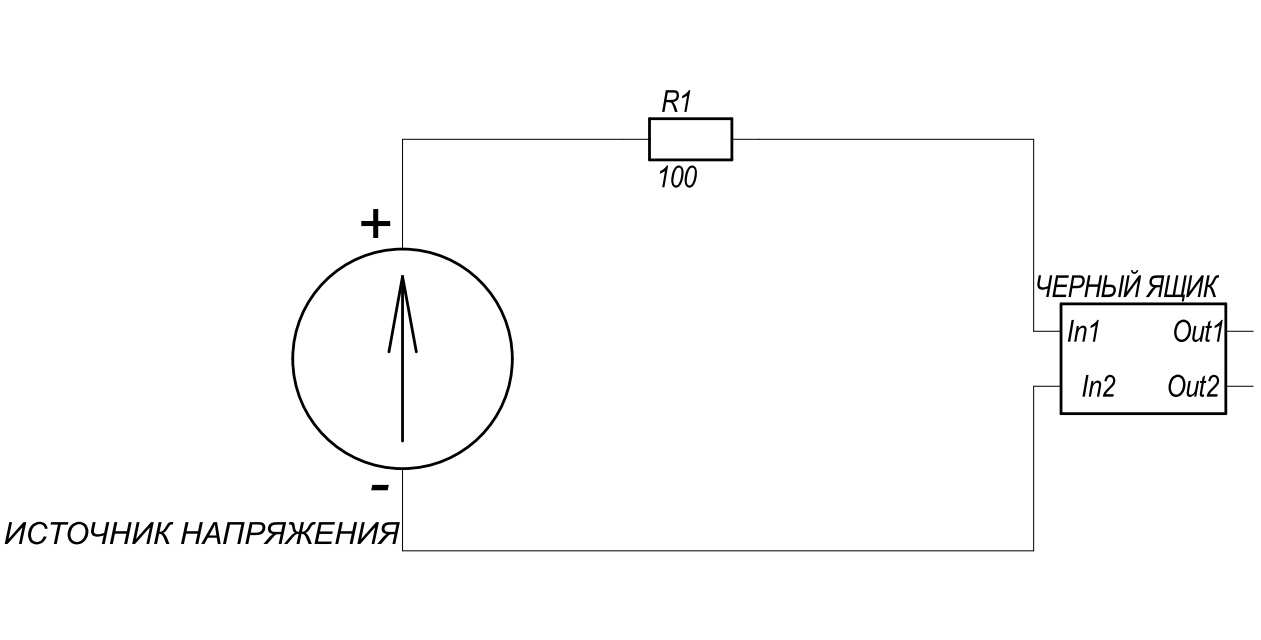 R1
100
+
ЧЕРНЫЙ ЯЩИК
In1 Out1
In2 Out2
-
ИСТОЧНИК НАПРЯЖЕНИЯ